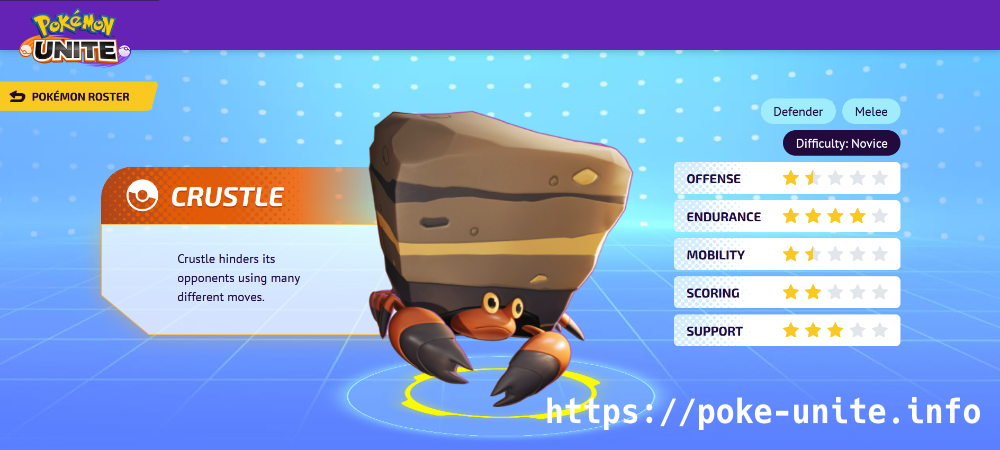 POKÉMON
UNITE
POKÉMON ROSTER
Defender
Melee
Difficulty: Novice
CRUSTLE
Crustle hinders its
opponents using many
different moves.
OFFENSE
ENDURANCE
MOBILITY
SCORING
SUPPORT
https://poke-unite.info